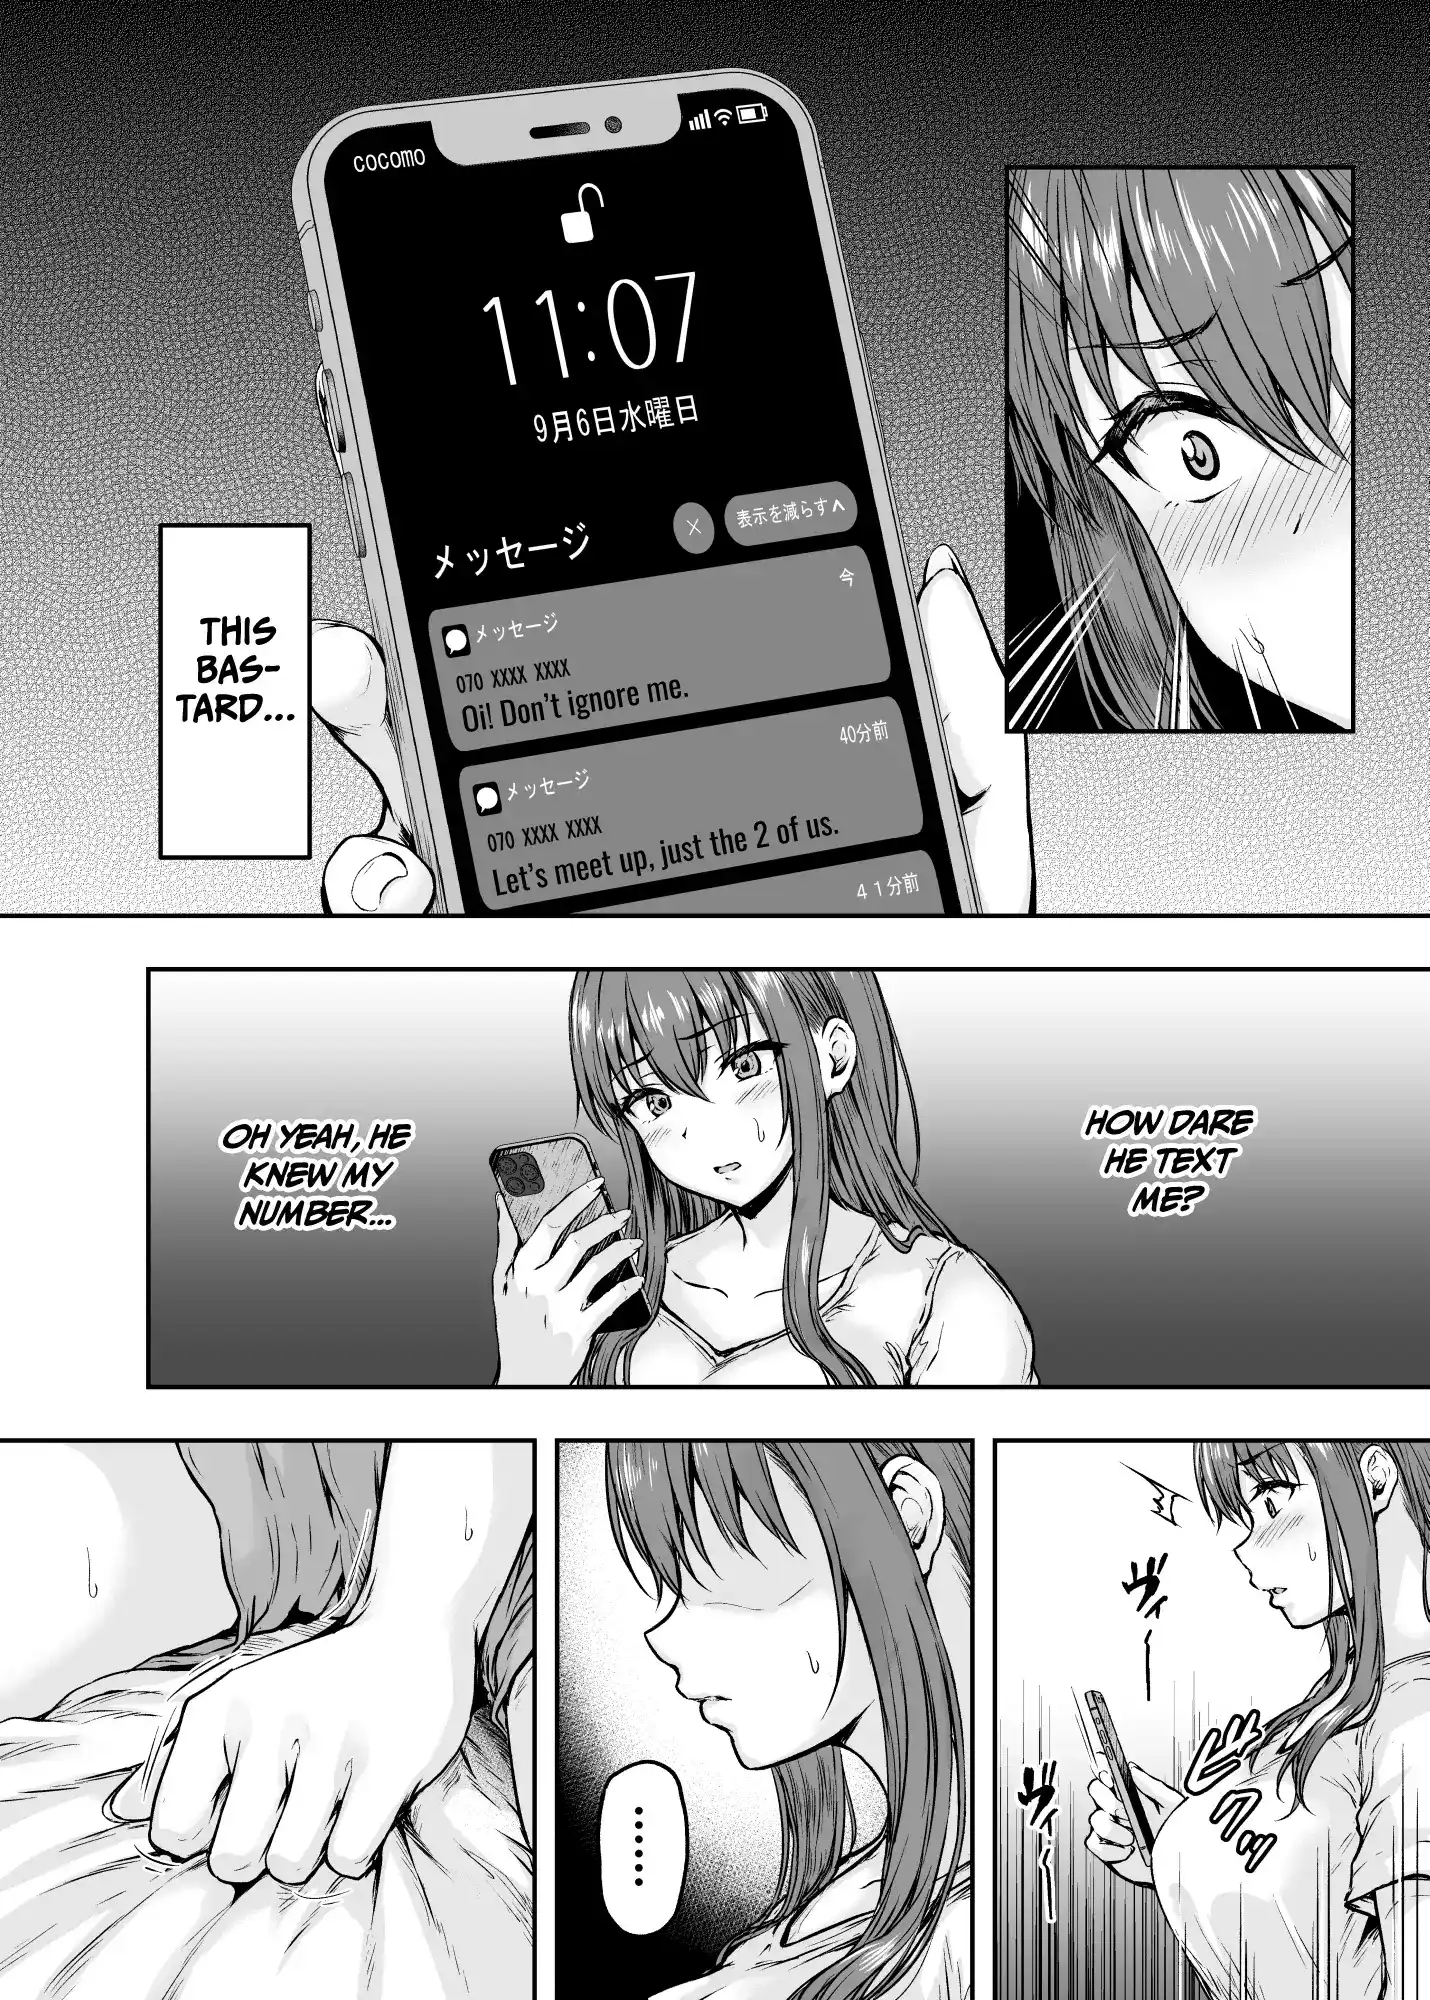 cocomo
11:07
9月6日水曜日
メッセージ
×
表示を減らす^
メッセージ
今
070 XXXX XXXX
Oi! Don't ignore me.
メッセージ
40分前
070 XXXX XXXX
Let's meet up, just the 2 of us.
41分前
THIS
BAS-
TARD...
HOW DARE
HE TEXT
ME?
OH YEAH, HE
KNEW MY
NUMBER...
ヴィー
ヴィー
ビクッ
......